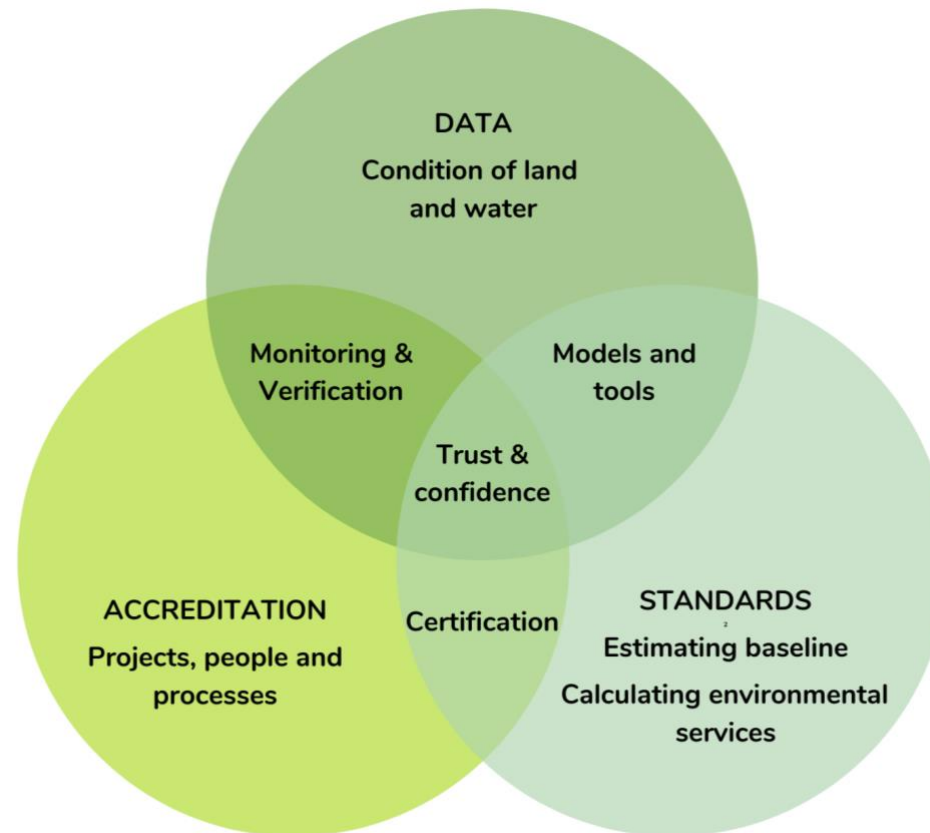 DATA
Condition of land
and water
Monitoring &
Verification
Models and
tools
Trust &
confidence
ACCREDITATION
Projects, people and
processes
Certification
STANDARDS
2
Estimating baseline
Calculating environmental
services